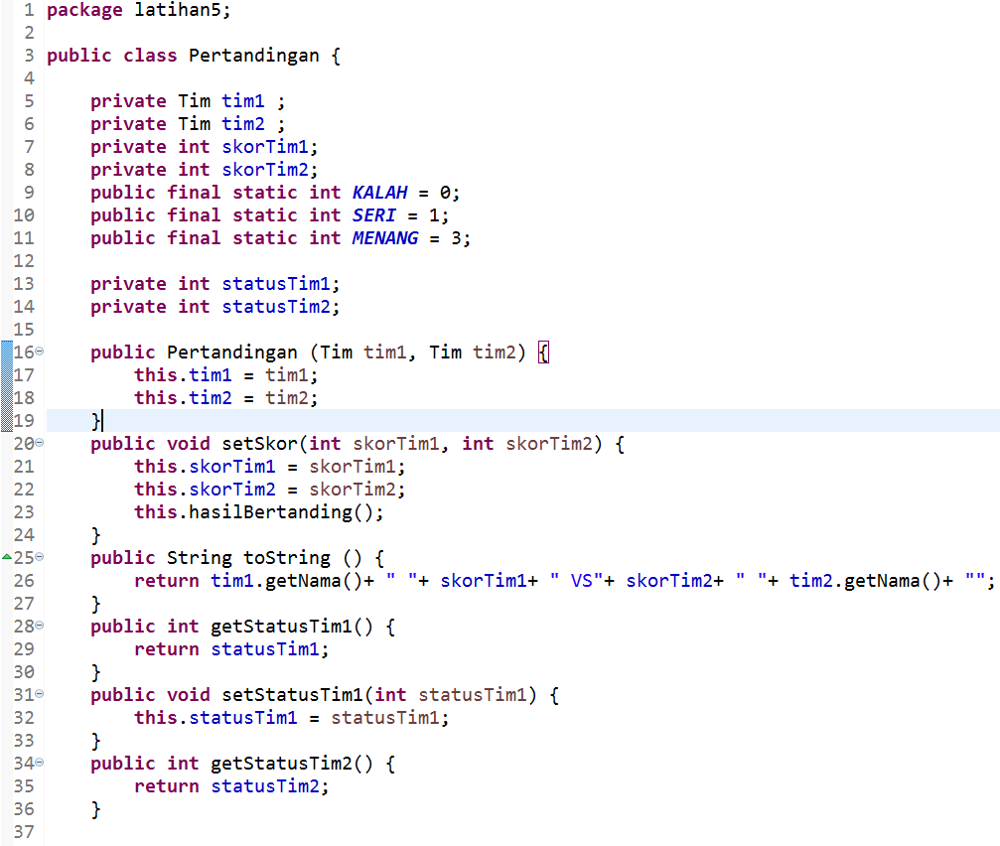 1 package latihan5;
2
3 public class Pertandingan {
4
5     private Tim tim1 ;
6     private Tim tim2 ;
7     private int skorTim1;
8     private int skorTim2;
9     public final static int KALAH = 0;
10     public final static int SERI = 1;
11     public final static int MENANG = 3;
12
13     private int statusTim1;
14     private int statusTim2;
15
16     public Pertandingan (Tim tim1, Tim tim2) {
17         this.tim1 = tim1;
18         this.tim2 = tim2;
19     }
20     public void setSkor(int skorTim1, int skorTim2) {
21         this.skorTim1 = skorTim1;
22         this.skorTim2 = skorTim2;
23         this.hasilBertanding();
24     }
25     public String toString () {
26         return tim1.getNama()+ " "+ skorTim1+ " VS"+ skorTim2+ " "+ tim2.getNama()+ "";
27     }
28     public int getStatusTim1() {
29         return statusTim1;
30     }
31     public void setStatusTim1(int statusTim1) {
32         this.statusTim1 = statusTim1;
33     }
34     public int getStatusTim2() {
35         return statusTim2;
36     }
37